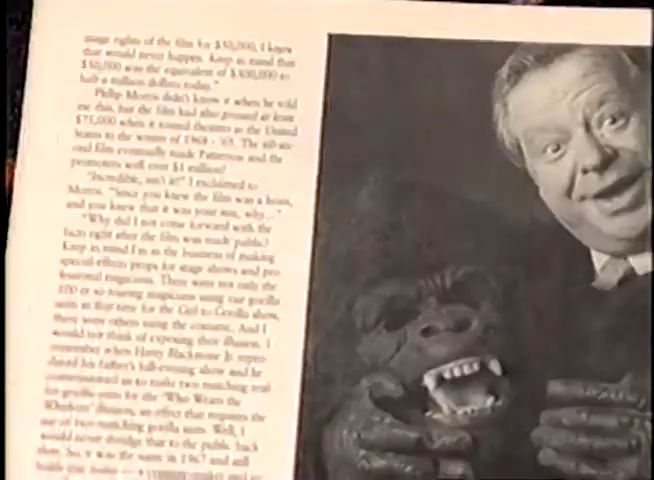 usage rights of the film for $50,000, I knew
that would never happen. Keep in mind that
$50,000 was the equivalent of $300,000 to
half a million dollars today."
Philip Morris didn't know it when he told
me this, but the film had also grossed at least
$75,000 when it toured theaters in the United
States in the winter of 1968 - '69. The 60 sec-
ond film eventually made Patterson and the
promoters well over $1 million!
"Incredible, isn't it!" I exclaimed to
Morris. "Since you knew the film was a hoax,
and you knew that it was your suit, why..."
"Why did I not come forward with the
facts right after the film was made public?
Keep in mind I'm in the business of making
special effects props for stage shows and pro-
fessional magicians. There were not only the
100 or so touring magicians using our gorilla
suits at that time for the Girl to Gorilla show,
there were others using the costume. And I
would not think of exposing their illusion. I
remember when Harry Blackstone Jr.
his father's full-evening show and he
commissioned us to make two matching
gorilla suits for the "Who Wears the
Whiskers" illusion, an effect that requires the
use of two matching gorilla suits. Well, I
would never divulge that to the public back
then. So, it was the same in 1967 and